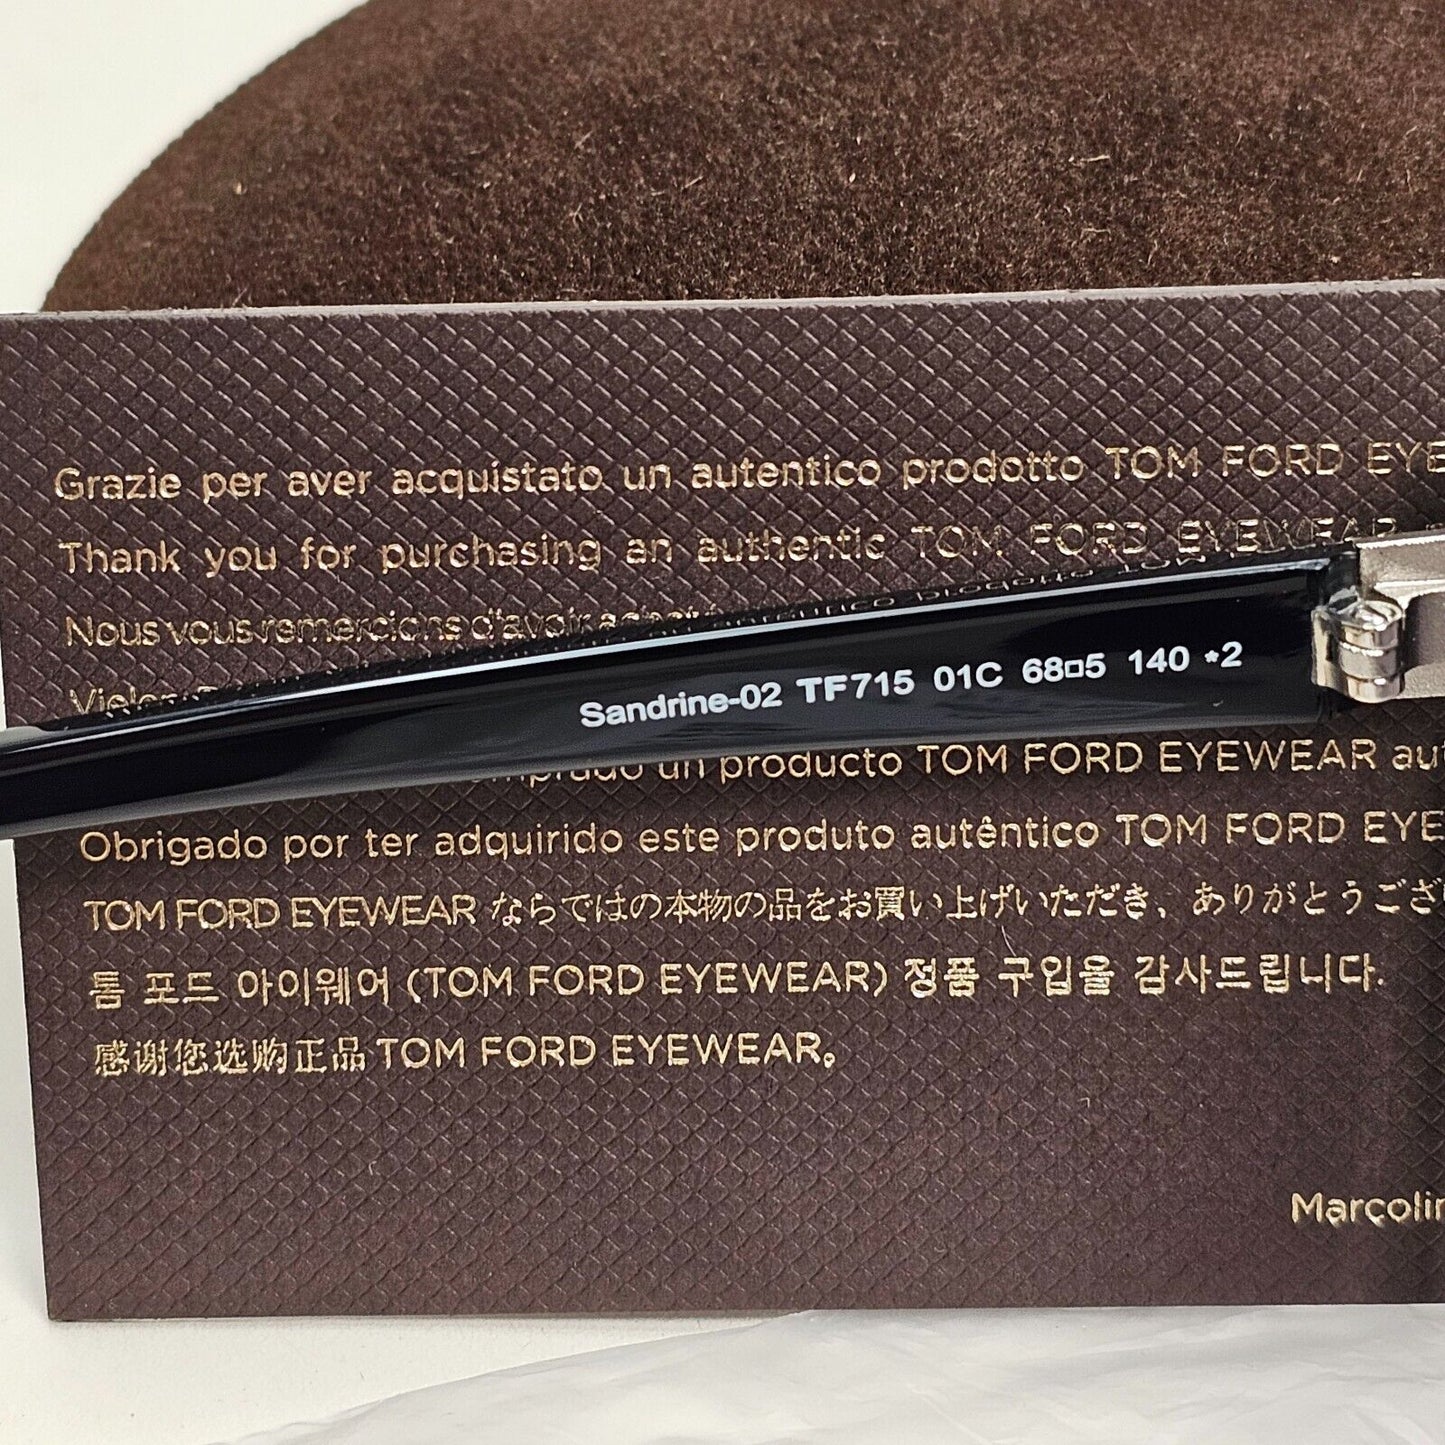 Grazie per aver acquistato un autentico prodotto TOM FORD EYE
Thank you for purchasing an authentic TOM FORD EYEWEAR
Nous vous remercions d'avoir
Sandrine-02 TF715 01C 68□5 140 *2
un producto TOM FORD EYEWEAR
Obrigado por ter adquirido este produto autêntico TOM FORD EYE
TOM FORD EYEWEAR ならではの本物の品をお買い上げいただき、ありがとうござ
톰 포드 아이웨어 (TOM FORD EYEWEAR) 정품 구입을 감사드립니다.
感谢您选购正品 TOM FORD EYEWEAR。
Marcolin